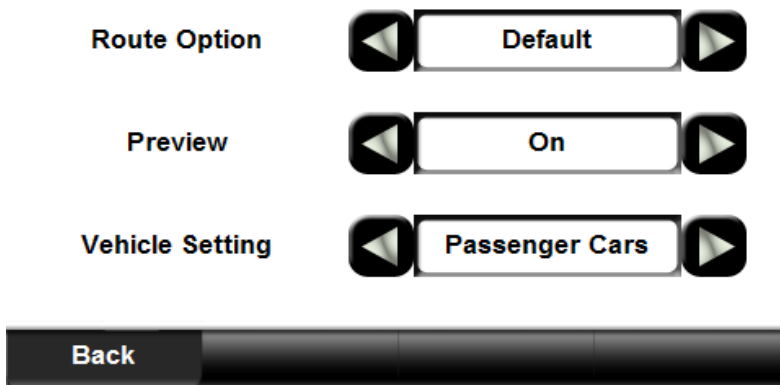 Route Option Default
Preview On
Vehicle Setting Passenger Cars
Back